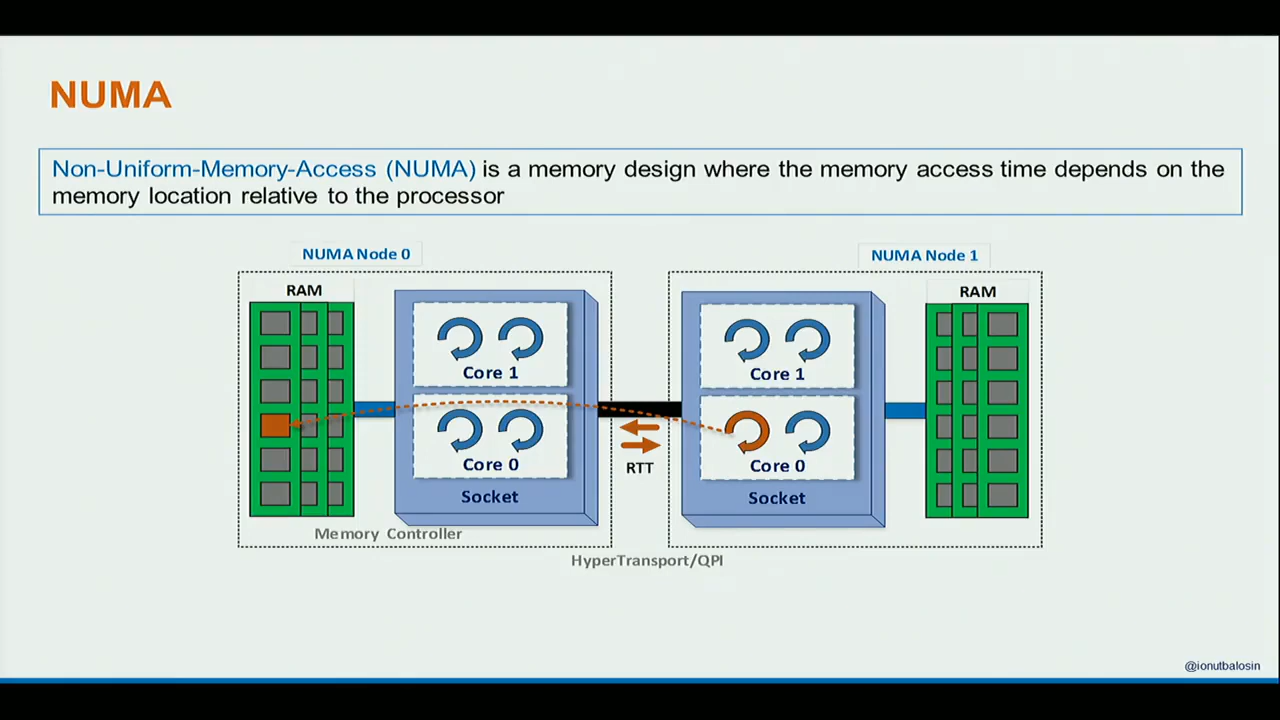 NUMA
Non-Uniform-Memory-Access (NUMA) is a memory design where the memory access time depends on the
memory location relative to the processor
NUMA Node 0
NUMA Node 1
RAM
Core 1
Core 0
Socket
Memory Controller
RTT
HyperTransport/QPI
Core 1
Core 0
Socket
RAM
@ionutbalosin